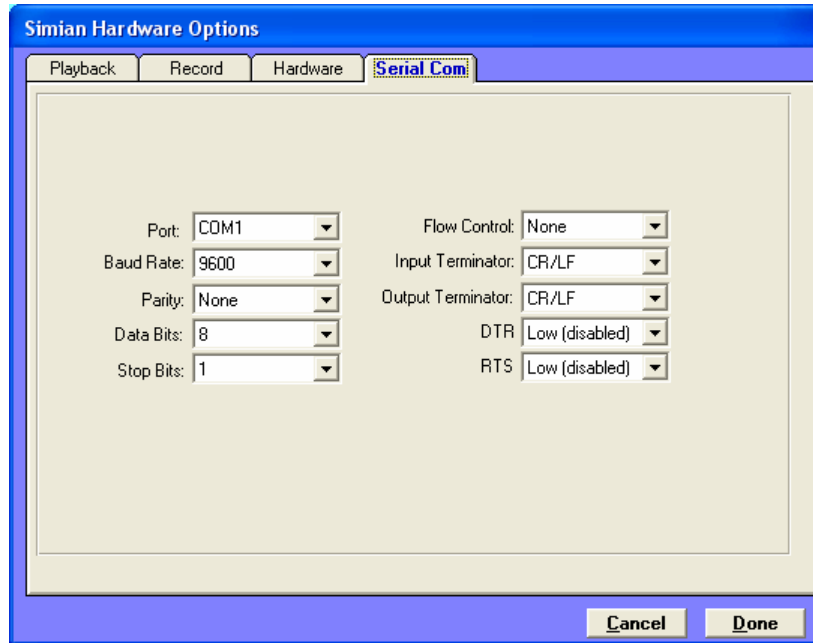 Simian Hardware Options
Playback Record Hardware Serial Com
Port: COM1
Baud Rate: 9600
Parity: None
Data Bits: 8
Stop Bits: 1
Flow Control: None
Input Terminator: CR/LF
Output Terminator: CR/LF
DTR Low (disabled)
RTS Low (disabled)
Cancel Done